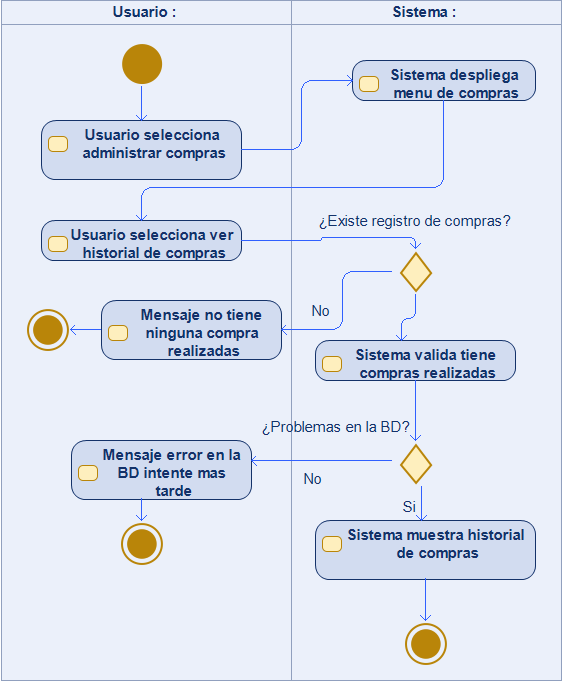 Usuario :
Sistema :
Sistema despliega
menu de compras
Usuario selecciona
administrar compras
¿Existe registro de compras?
Usuario selecciona ver
historial de compras
No
Mensaje no tiene
ninguna compra
realizadas
Sistema valida tiene
compras realizadas
¿Problemas en la BD?
Mensaje error en la
BD intente mas
tarde
No
Si
Sistema muestra historial
de compras